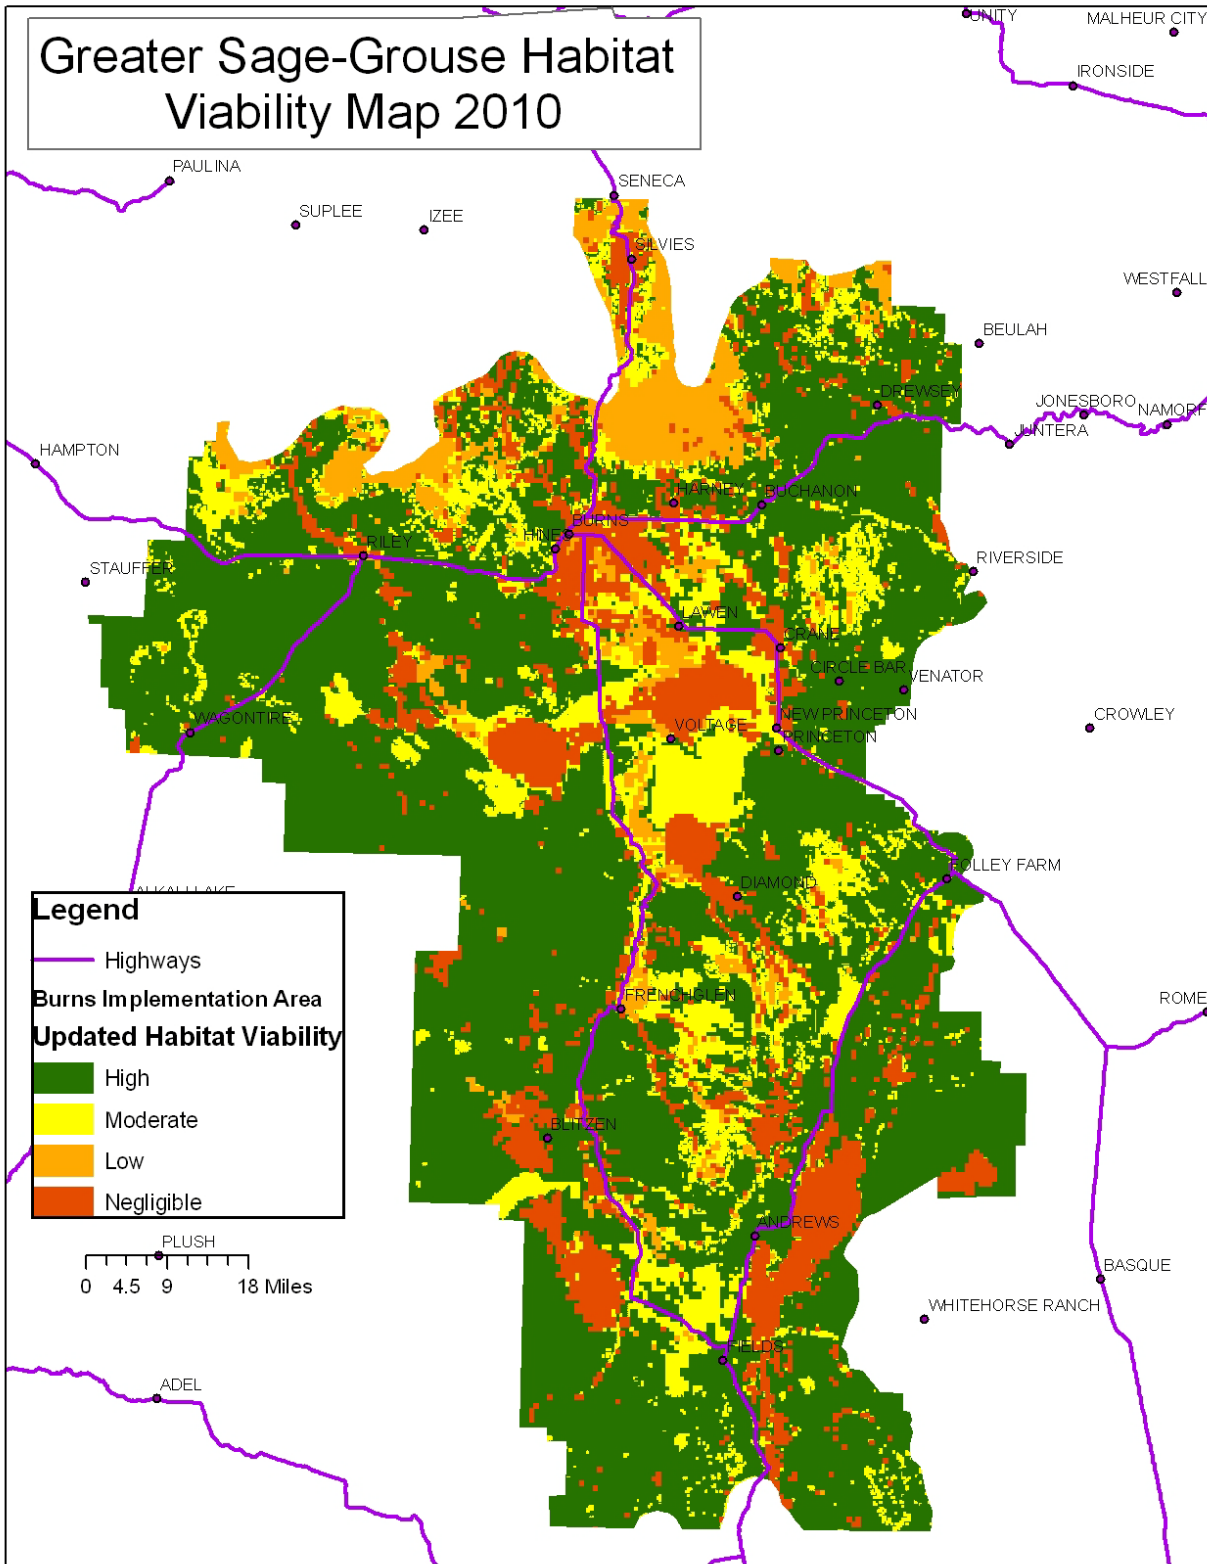 Greater Sage-Grouse Habitat
Viability Map 2010
UNITY
MALHEUR CITY
IRONSIDE
PAULINA
SENECA
SUPLEE
IZEE
SILVIES
WESTFALL
BEULAH
DREWSEY
JONESBORO
NAMORF
JUNTERA
HAMPTON
HARNEY
BUCHANON
BURNS
HINES
RILEY
RIVERSIDE
STAUFFER
LAWEN
CRANE
CIRCLE BAR
VENATOR
WAGONTIRE
NEW PRINCETON
VOLTAGE
PRINCETON
CROWLEY
FOLLEY FARM
DIAMOND
ALKALI LAKE
Legend
Highways
Burns Implementation Area
Updated Habitat Viability
High
Moderate
Low
Negligible
FRENCHGLEN
ROME
BLITZEN
ANDREWS
PLUSH
0 4.5 9 18 Miles
BASQUE
WHITEHORSE RANCH
FIELDS
ADEL